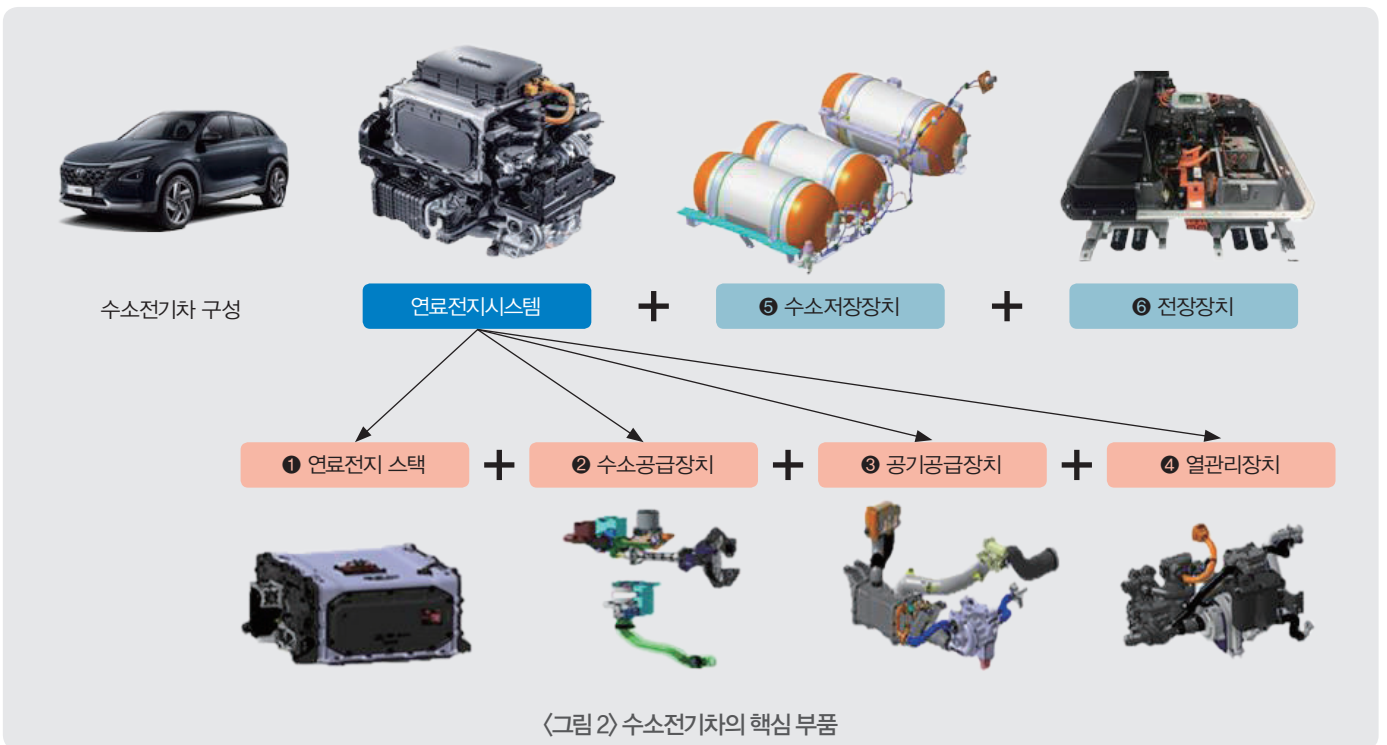 수소전기차 구성
연료전지시스템 + ❺ 수소저장장치 + ❻ 전장장치
❶ 연료전지 스택 + ❷ 수소공급장치 + ❸ 공기공급장치 + ❹ 열관리장치
〈그림 2〉 수소전기차의 핵심 부품